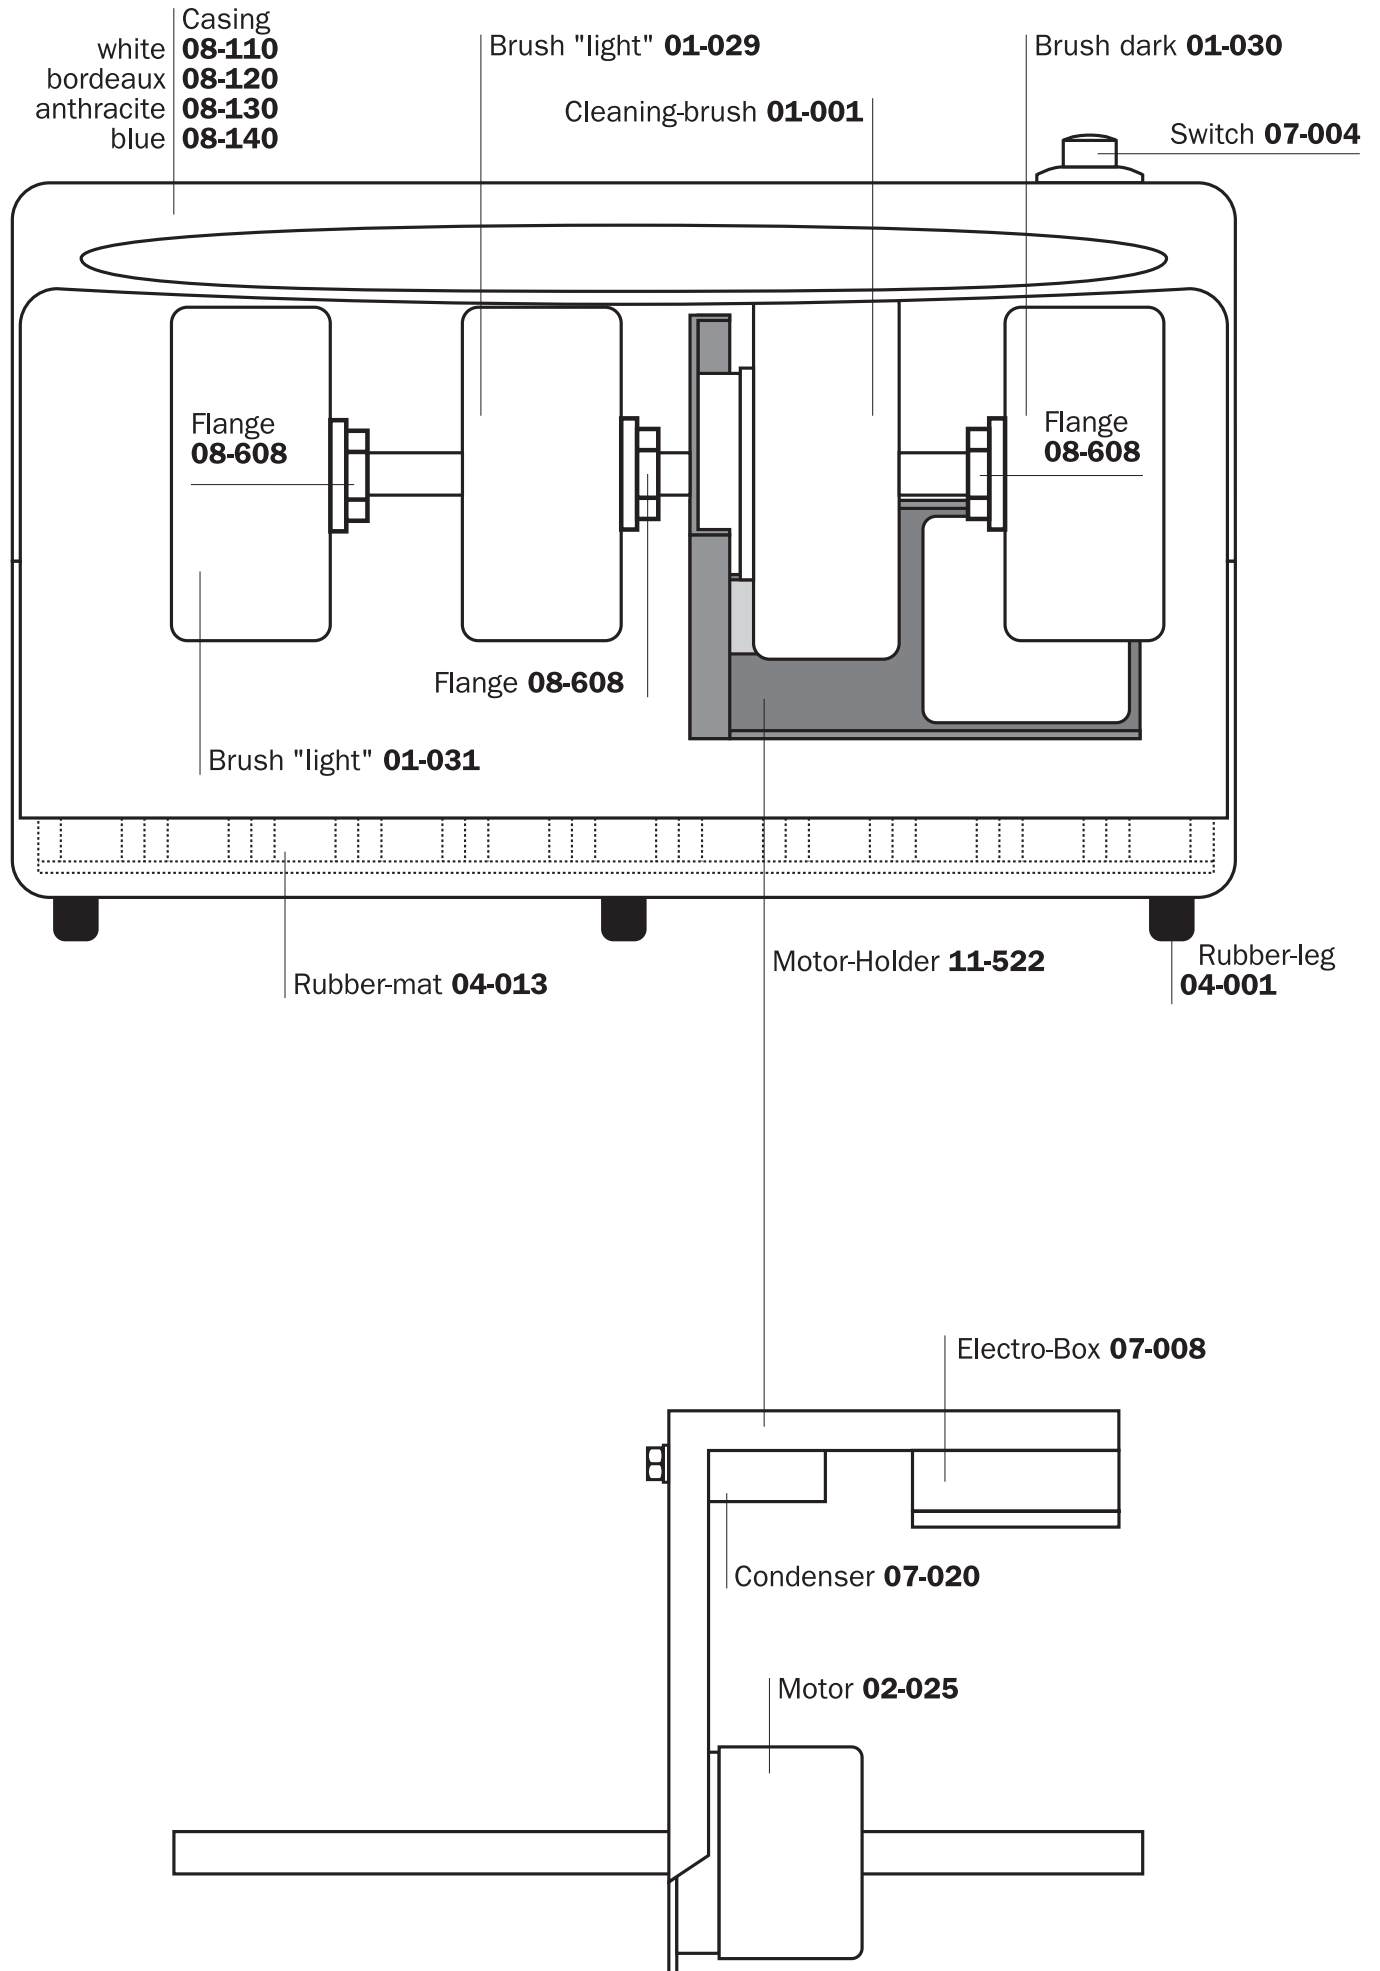 Casing
white 08-110
bordeaux 08-120
anthracite 08-130
blue 08-140
Brush "light" 01-029
Brush dark 01-030
Cleaning-brush 01-001
Switch 07-004
Flange
08-608
Flange
08-608
Flange 08-608
Brush "light" 01-031
Motor-Holder 11-522
Rubber-leg
04-001
Rubber-mat 04-013
Electro-Box 07-008
Condenser 07-020
Motor 02-025